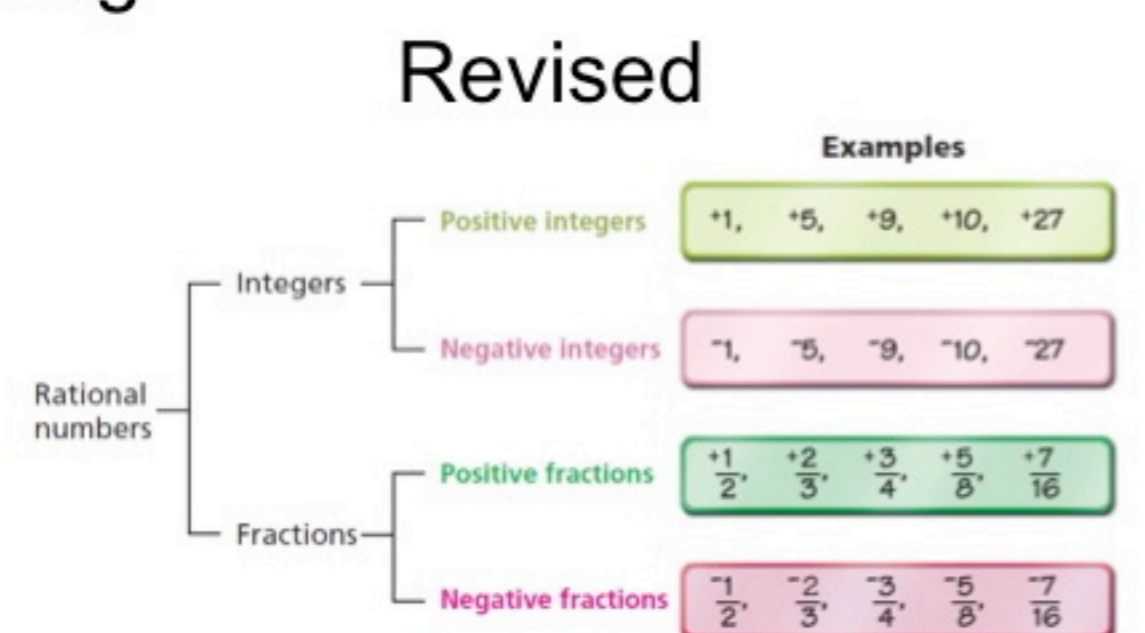 Revised
Examples
Positive integers +1, +5, +9, +10, +27
Integers
Negative integers -1, -5, -9, -10, -27
Rational
numbers
Positive fractions +1/2, +2/3, +3/4, +5/8, +7/16
Fractions
Negative fractions -1/2, -2/3, -3/4, -5/8, -7/16